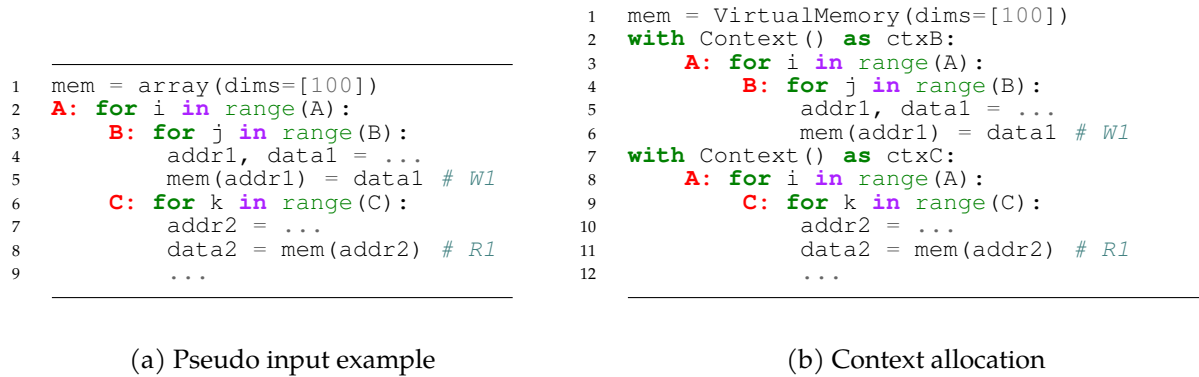 1 mem = array(dims=[100])
2 A: for i in range(A):
3     B: for j in range(B):
4         addr1, data1 = ...
5         mem(addr1) = data1 # W1
6     C: for k in range(C):
7         addr2 = ...
8         data2 = mem(addr2) # R1
9         ...
(a) Pseudo input example
1 mem = VirtualMemory(dims=[100])
2 with Context() as ctxB:
3     A: for i in range(A):
4         B: for j in range(B):
5             addr1, data1 = ...
6             mem(addr1) = data1 # W1
7 with Context() as ctxC:
8     A: for i in range(A):
9         C: for k in range(C):
10             addr2 = ...
11             data2 = mem(addr2) # R1
12             ...
(b) Context allocation